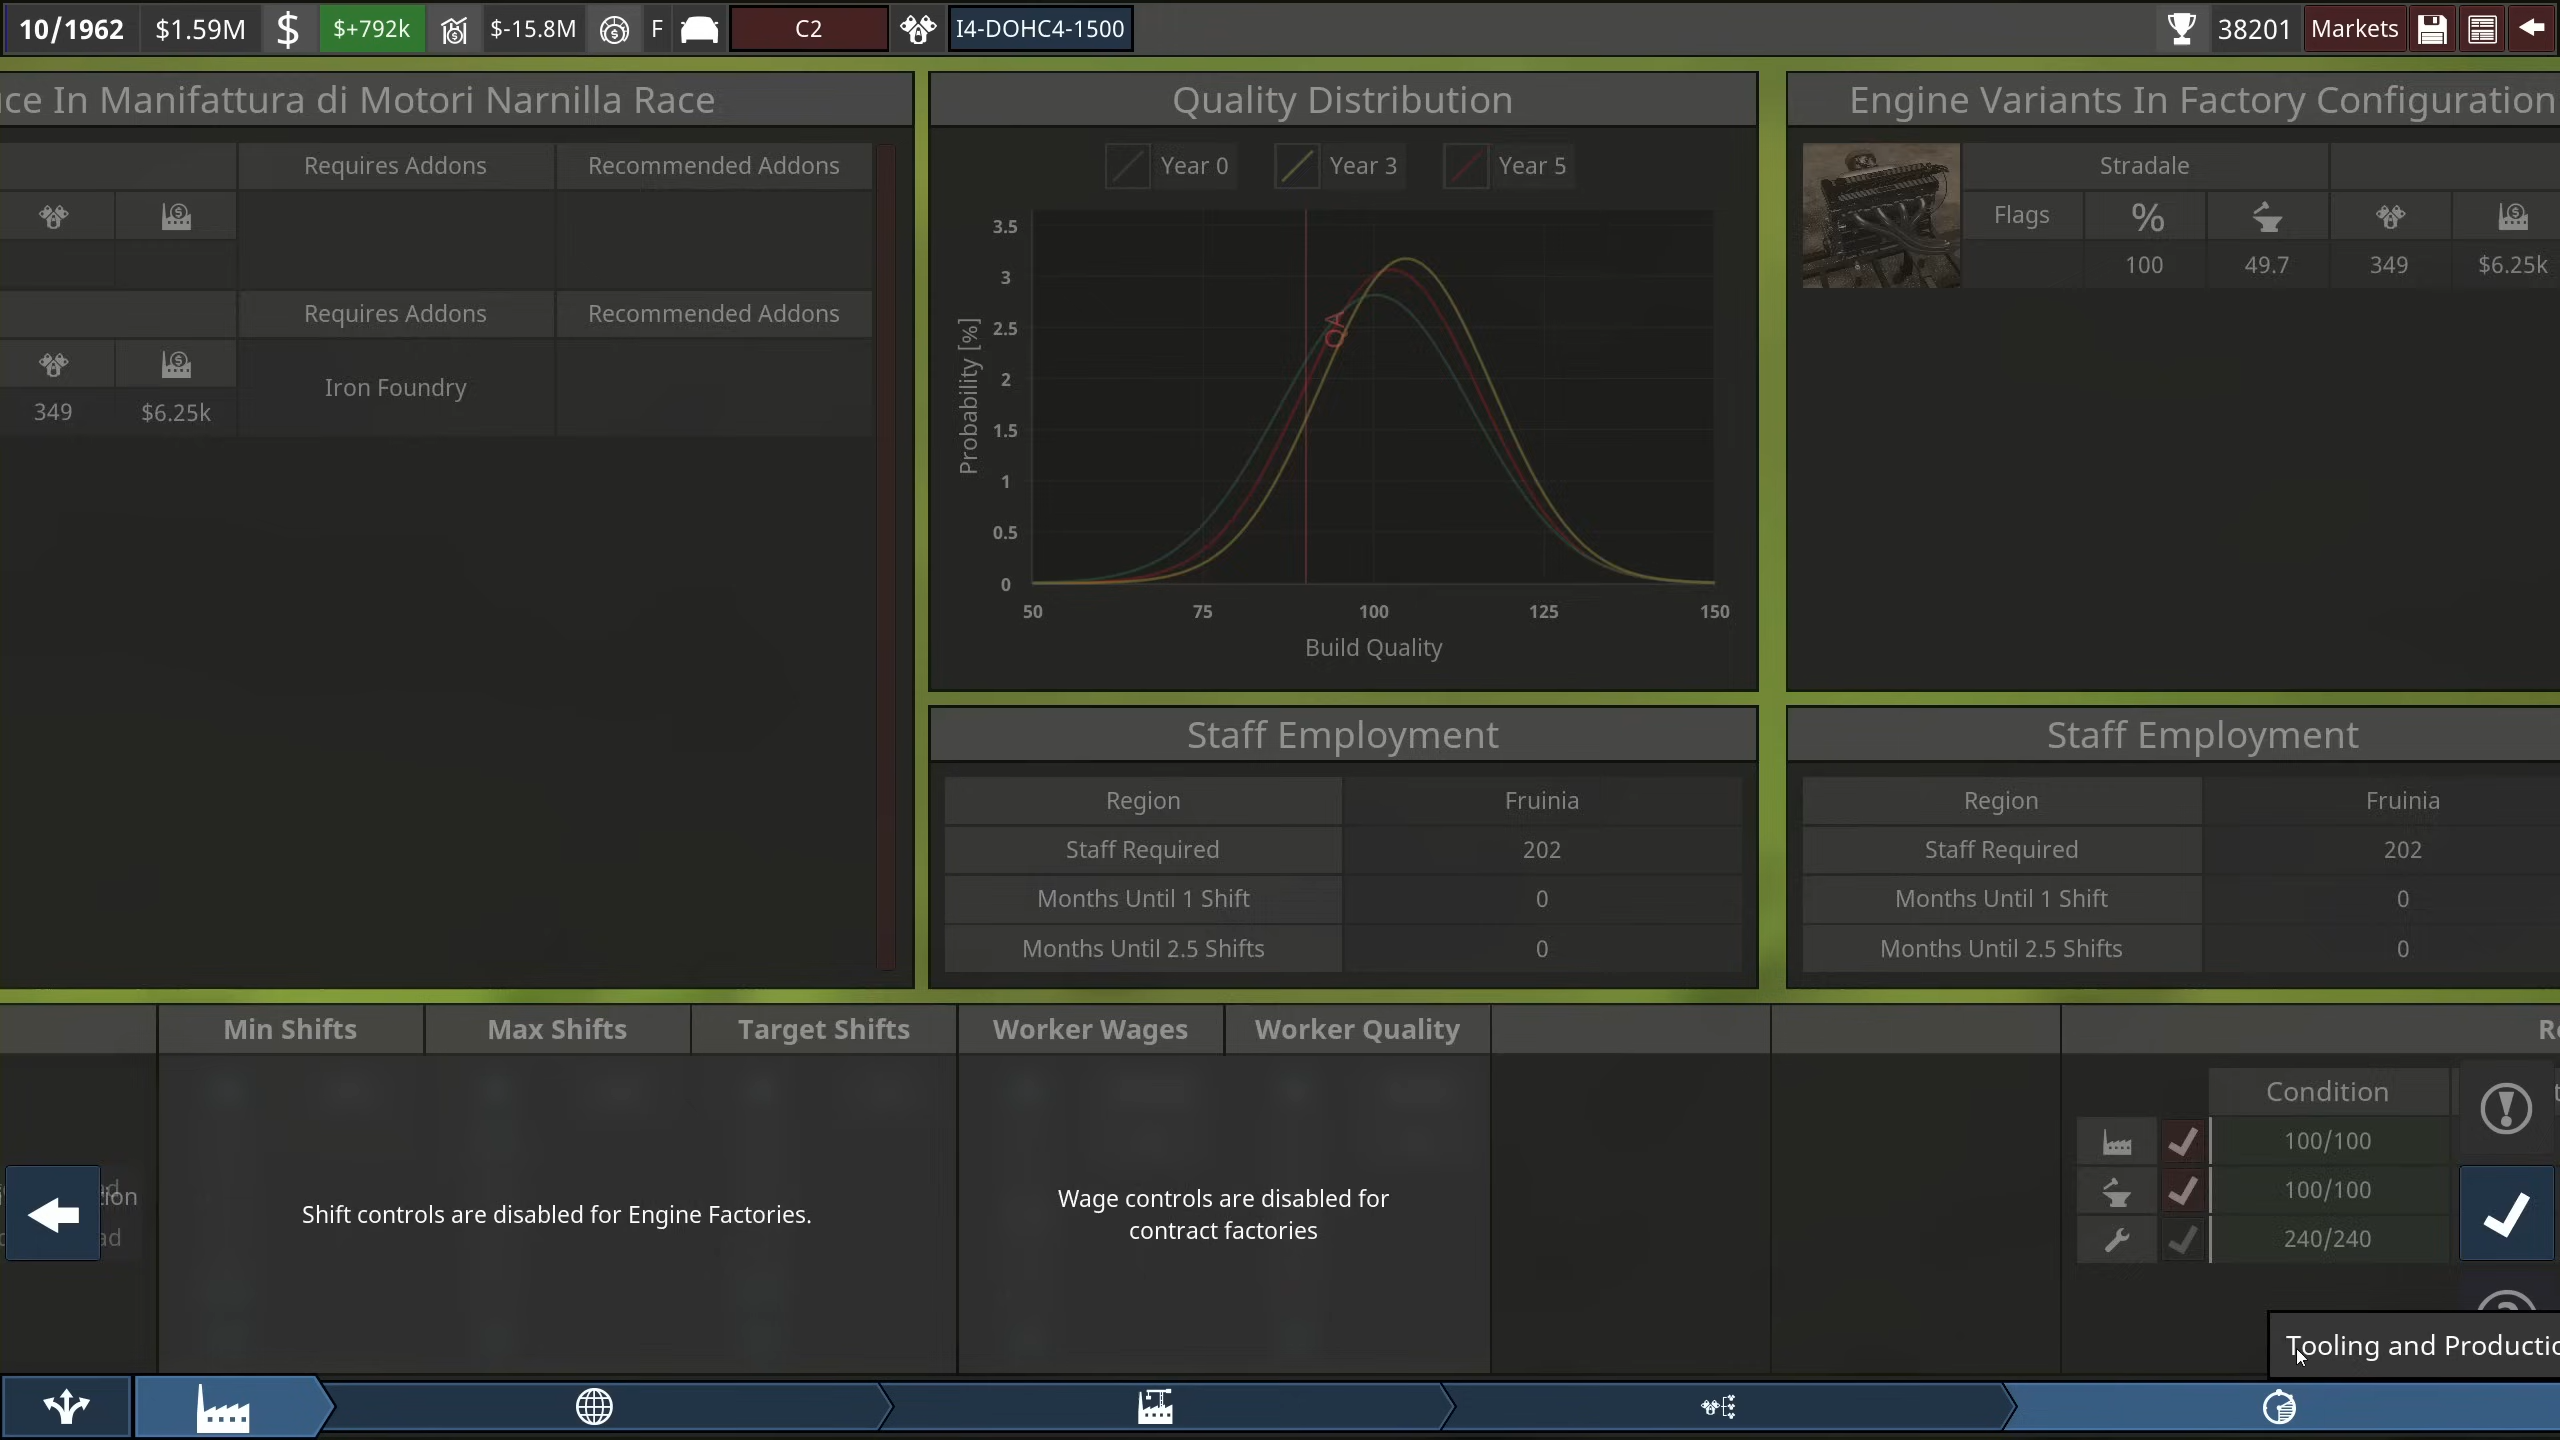 10/1962 $1.59M $+792k $-15.8M F C2 I4-DOHC4-1500 38201 Markets
ce In Manifattura di Motori Narnilla Race
Requires Addons Recommended Addons
Requires Addons Recommended Addons
Iron Foundry
349 $6.25k
Quality Distribution
Year 0 Year 3 Year 5
3.5
3
2.5
2
1.5
1
0.5
0
Probability [%]
QA
50 75 100 125 150
Build Quality
Engine Variants In Factory Configuration
Stradale
Flags %
100 49.7 349 $6.25k
Staff Employment
Region Fruinia
Staff Required 202
Months Until 1 Shift 0
Months Until 2.5 Shifts 0
Staff Employment
Region Fruinia
Staff Required 202
Months Until 1 Shift 0
Months Until 2.5 Shifts 0
Min Shifts Max Shifts Target Shifts Worker Wages Worker Quality
Shift controls are disabled for Engine Factories.
Wage controls are disabled for
contract factories
Condition
100/100
100/100
240/240
Tooling and Productio